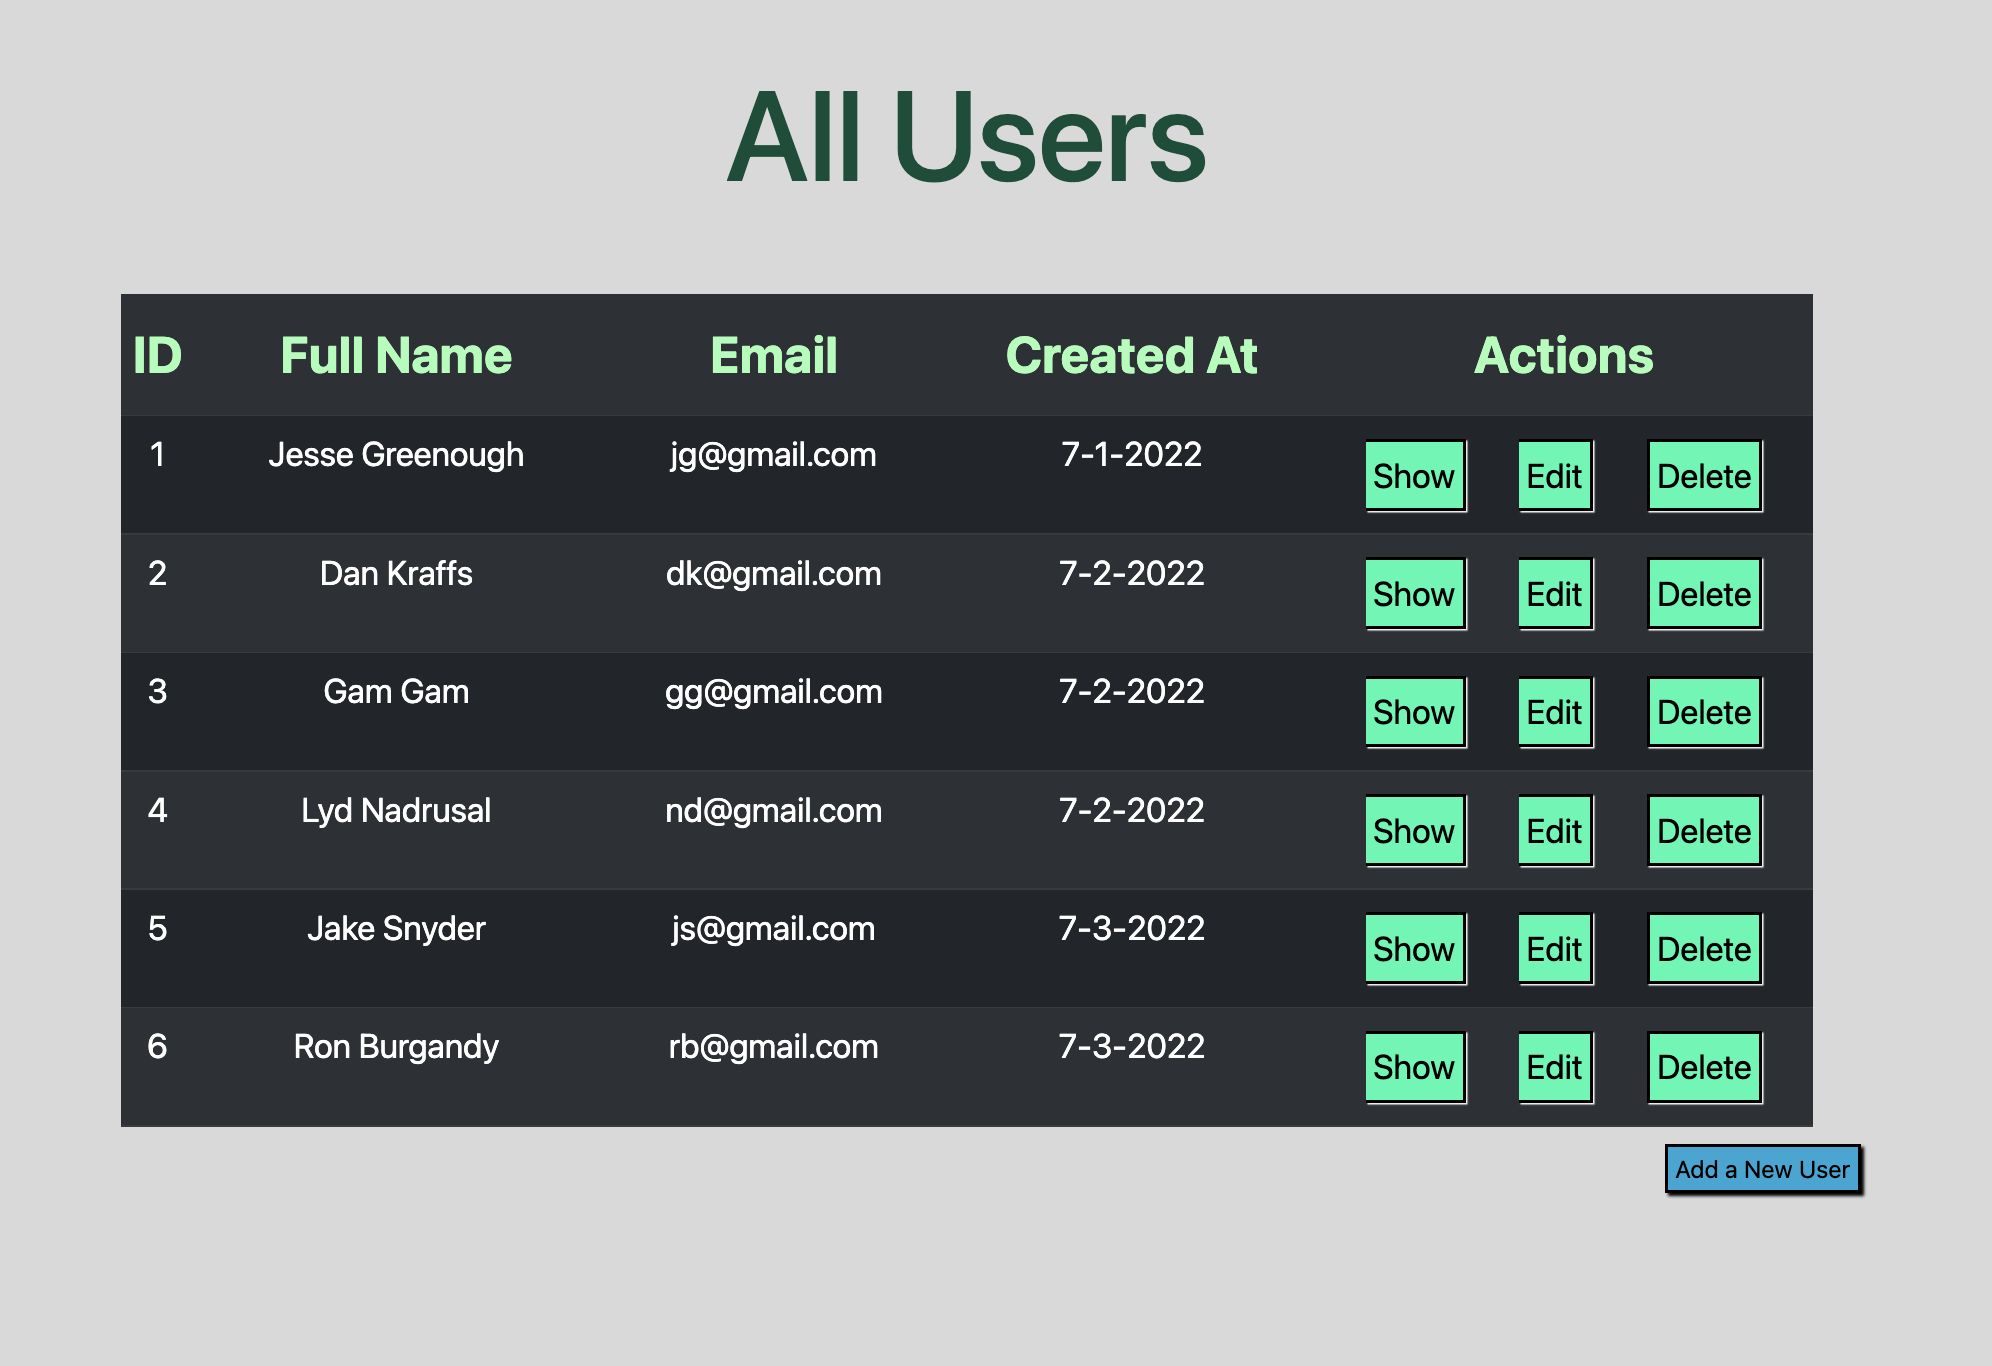 All Users
ID Full Name Email Created At Actions
1 Jesse Greenough jg@gmail.com 7-1-2022 Show Edit Delete
2 Dan Kraffs dk@gmail.com 7-2-2022 Show Edit Delete
3 Gam Gam gg@gmail.com 7-2-2022 Show Edit Delete
4 Lyd Nadrusal nd@gmail.com 7-2-2022 Show Edit Delete
5 Jake Snyder js@gmail.com 7-3-2022 Show Edit Delete
6 Ron Burgandy rb@gmail.com 7-3-2022 Show Edit Delete
Add a New User